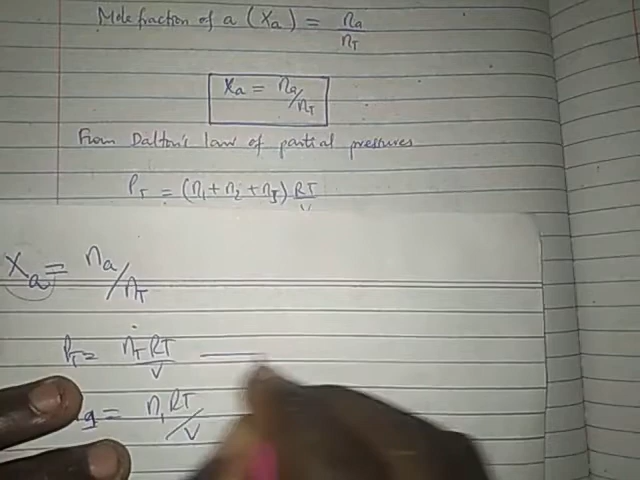 Mole fraction of a (Xa) = na/nT
Xa = na/nT
From Dalton's law of partial pressures
PT = (n1 + n2 + n3) RT/V
Xa = na/nT
PT = nT RT/V
a = n1 RT/V